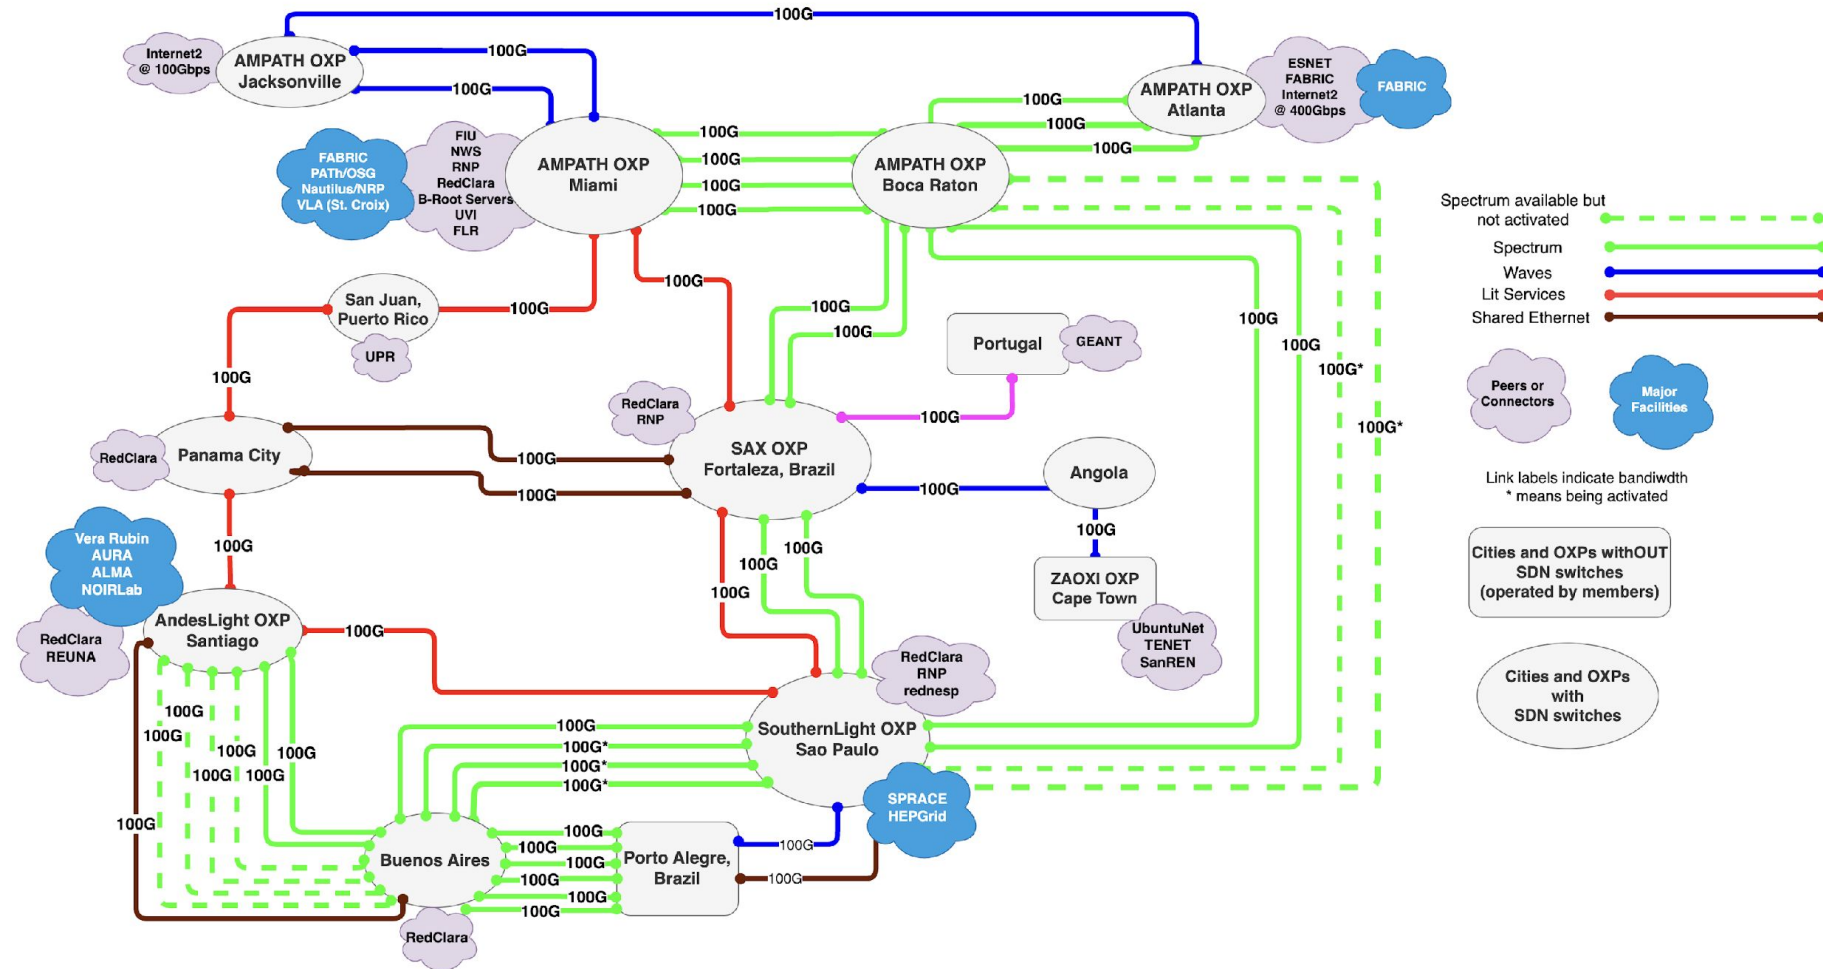 100G
Internet2
@ 100Gbps
AMPATH OXP
Jacksonville
100G
100G
ESNET
FABRIC
Internet2
@ 400Gbps
FABRIC
AMPATH OXP
Atlanta
100G
100G
100G
FABRIC
PATh/OSG
Nautilus/NRP
VLA (St. Croix)
FIU
NWS
RNP
RedClara
B-Root Servers
UVI
FLR
AMPATH OXP
Miami
100G
100G
100G
100G
AMPATH OXP
Boca Raton
Spectrum available but
not activated
Spectrum
Waves
Lit Services
Shared Ethernet
San Juan,
Puerto Rico
UPR
100G
100G
100G
100G
100G
100G
100G
100G*
100G*
Portugal
GEANT
100G
Peers or
Connectors
Major
Facilities
RedClara
RNP
SAX OXP
Fortaleza, Brazil
RedClara
Panama City
100G
100G
Angola
100G
100G
ZAOXI OXP
Cape Town
UbuntuNet
TENET
SanREN
Link labels indicate bandiwdth
* means being activated
Cities and OXPs withOUT
SDN switches
(operated by members)
Cities and OXPs
with
SDN switches
100G
100G
100G
100G
Vera Rubin
AURA
ALMA
NOIRLab
RedClara
REUNA
AndesLight OXP
Santiago
100G
RedClara
RNP
rednesp
SouthernLight OXP
Sao Paulo
SPRACE
HEPGrid
100G
100G
100G
100G
100G
100G
100G
100G
100G*
100G*
100G*
Buenos Aires
RedClara
100G
100G
100G
100G
100G
100G
Porto Alegre,
Brazil
100G
100G